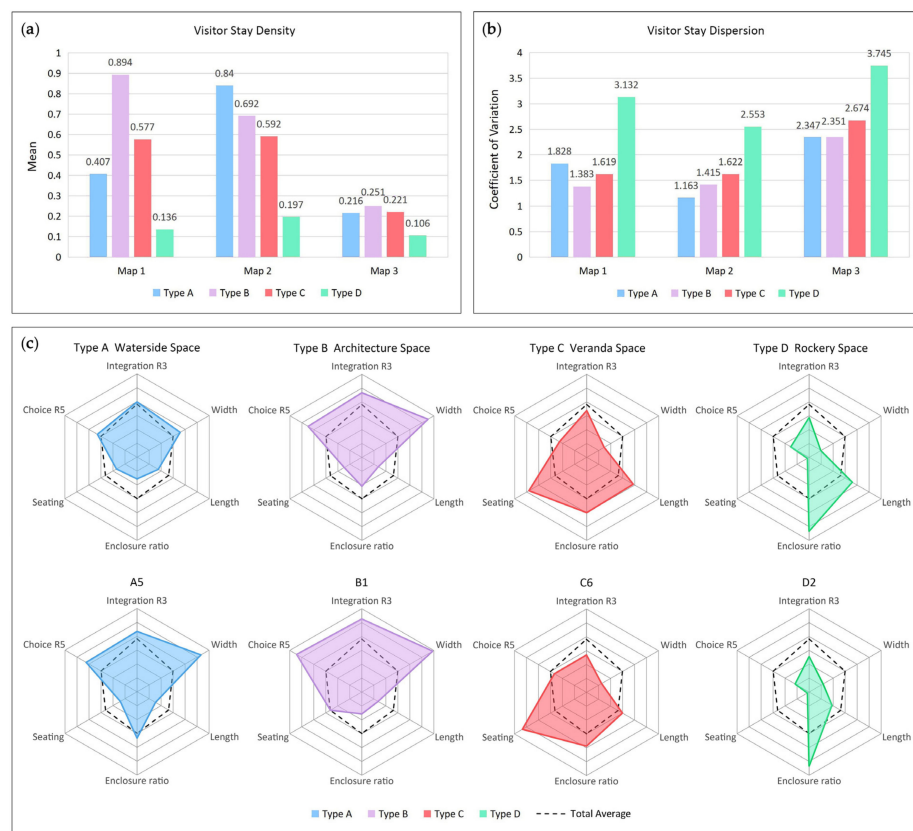 (a)
Visitor Stay Density
Mean
1
0.9
0.8
0.7
0.6
0.5
0.4
0.3
0.2
0.1
0
0.407
0.894
0.577
0.136
0.84
0.692
0.592
0.197
0.216
0.251
0.221
0.106
Map 1 Map 2 Map 3
Type A Type B Type C Type D
(b)
Visitor Stay Dispersion
Coefficient of Variation
4
3.5
3
2.5
2
1.5
1
0.5
0
1.828
1.383
1.619
3.132
1.163
1.415
1.622
2.553
2.347
2.351
2.674
3.745
Map 1 Map 2 Map 3
Type A Type B Type C Type D
(c)
Type A Waterside Space
Integration R3
Width
Length
Enclosure ratio
Seating
Choice R5
Type B Architecture Space
Integration R3
Width
Length
Enclosure ratio
Seating
Choice R5
Type C Veranda Space
Integration R3
Width
Length
Enclosure ratio
Seating
Choice R5
Type D Rockery Space
Integration R3
Width
Length
Enclosure ratio
Seating
Choice R5
A5
Integration R3
Width
Length
Enclosure ratio
Seating
Choice R5
B1
Integration R3
Width
Length
Enclosure ratio
Seating
Choice R5
C6
Integration R3
Width
Length
Enclosure ratio
Seating
Choice R5
D2
Integration R3
Width
Length
Enclosure ratio
Seating
Choice R5
Type A Type B Type C Type D Total Average